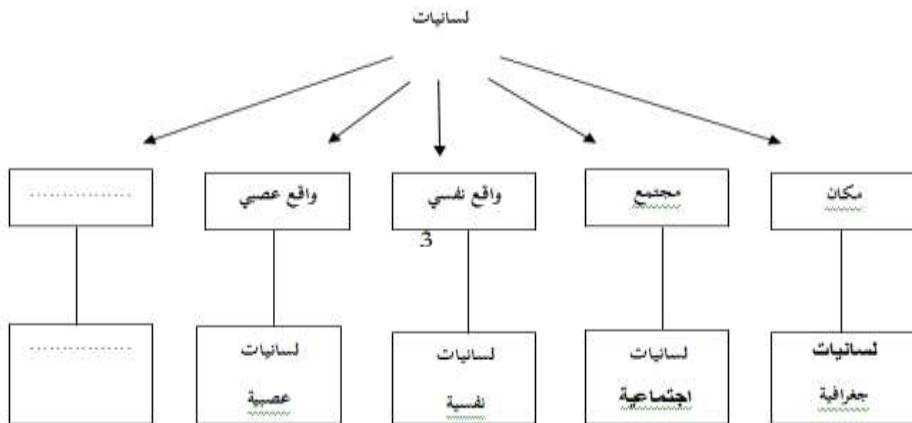 لسانيات
مكان
مجتمع
واقع نفسي
واقع عصبي
................
3
لسانيات
جغرافية
لسانيات
اجتماعية
لسانيات
نفسية
لسانيات
عصبية
................